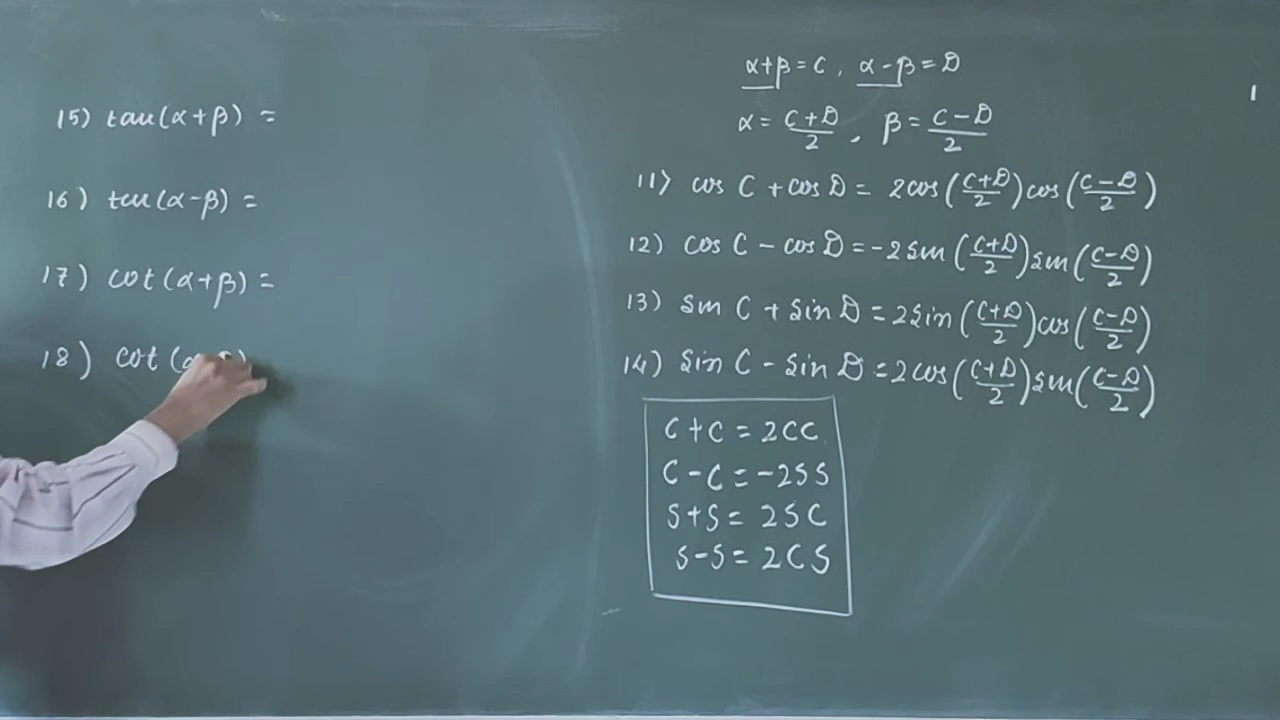 15) tan(α+β) =
16) tan(α-β) =
17) cot(α+β) =
18) cot (
α+β = C, α-β = D
α = C+D/2, β = C-D/2
11) cos C + cos D = 2cos(C+D/2)cos(C-D/2)
12) cos C - cos D = -2sin(C+D/2)sin(C-D/2)
13) sin C + sin D = 2sin(C+D/2)cos(C-D/2)
14) sin C - sin D = 2cos(C+D/2)sin(C-D/2)
C+C = 2CC
C-C = -2SS
S+S = 2SC
S-S = 2CS